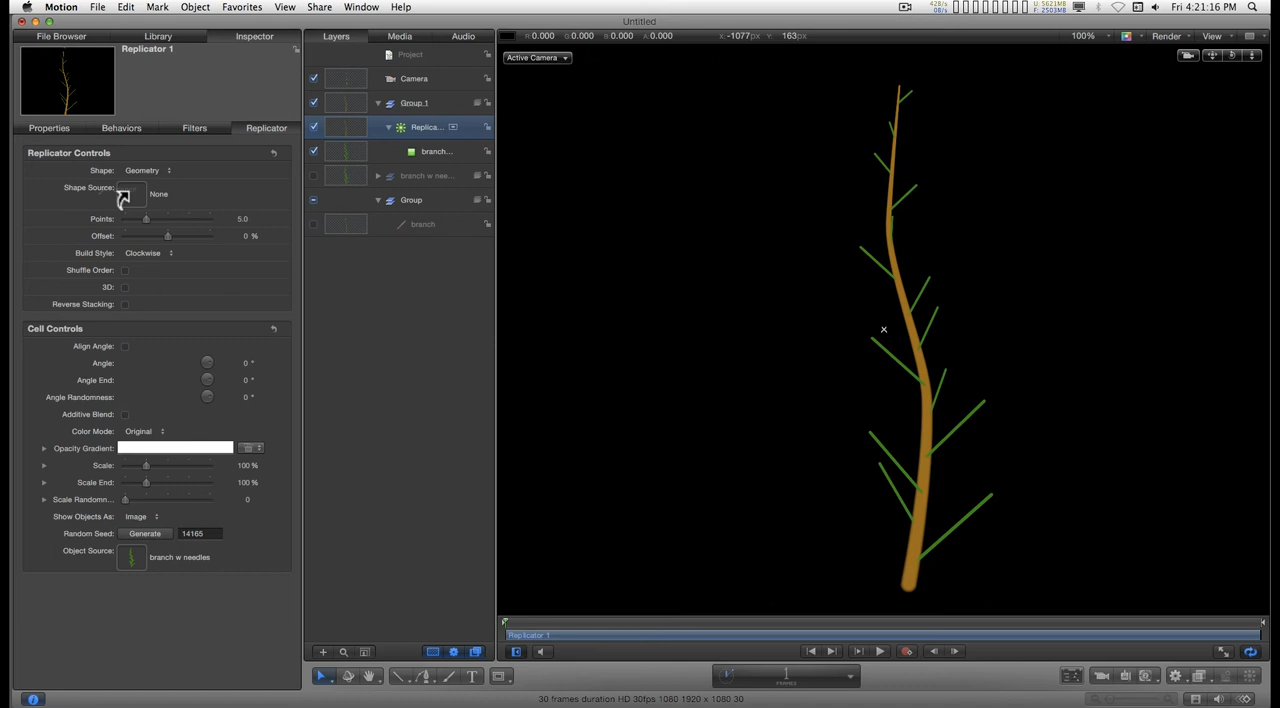 Motion File Edit Mark Object Favorites View Share Window Help Fri 4:21:16 PM
Untitled
File Browser Library Inspector Layers Media Audio R:0.000 G:0.000 B:0.000 A:0.000 X:-1077px Y: 163px 100% Render View
Replicator 1
Project
Active Camera
Camera
Group 1
Properties Behaviors Filters Replicator
Replica...
Replicator Controls
branch...
Shape: Geometry
branch w nee...
Shape Source: None
Group
Points: 5.0
branch
Offset: 0 %
Build Style: Clockwise
Shuffle Order:
3D:
Reverse Stacking:
Cell Controls
Align Angle:
Angle: 0 °
Angle End: 0 °
Angle Randomness: 0 °
Additive Blend:
Color Mode: Original
Opacity Gradient:
Scale: 100 %
Scale End: 100 %
Scale Randomn... 0
Show Objects As: Image
Random Seed: Generate 14165
Object Source: branch w needles
Replicator 1
T
1
FRAMES
30 frames duration HD 30fps 1080 1920 x 1080 30